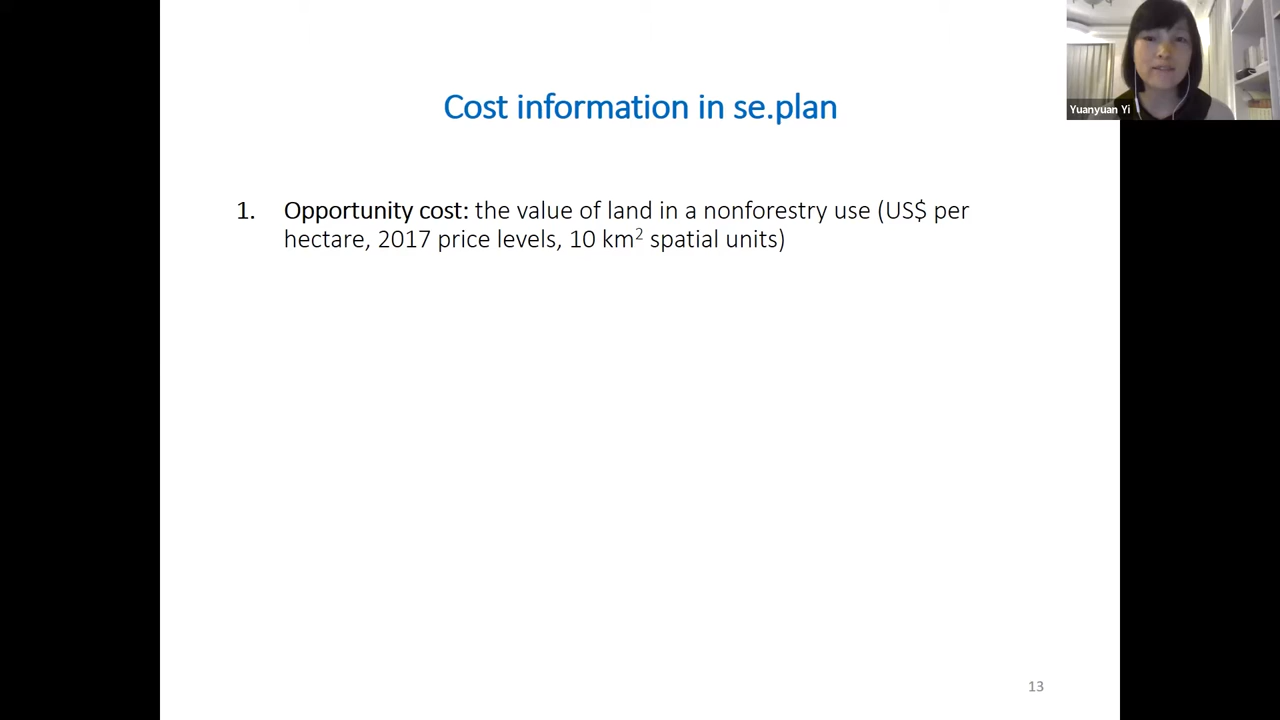 Cost information in se.plan
Yuanyuan Yi
1. Opportunity cost: the value of land in a nonforestry use (US$ per
hectare, 2017 price levels, 10 km² spatial units)
13